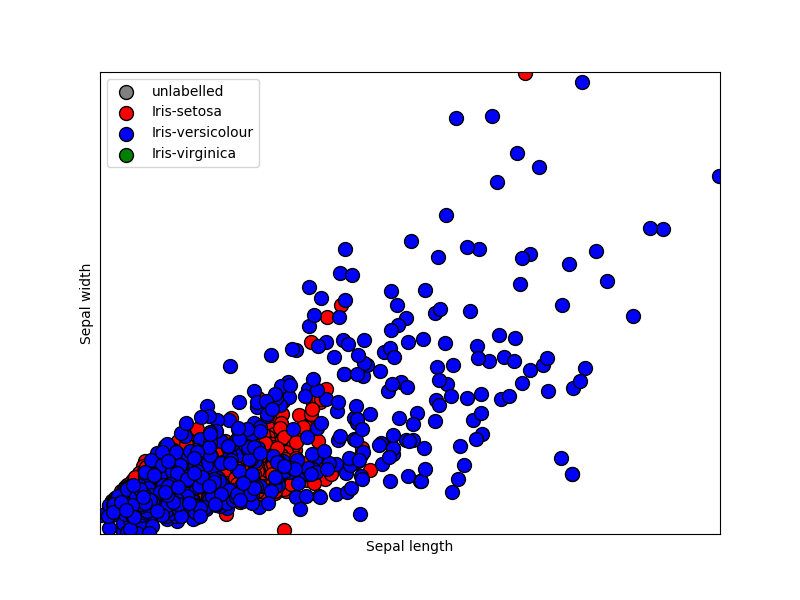 unlabelled
Iris-setosa
Iris-versicolour
Iris-virginica
Sepal width
Sepal length